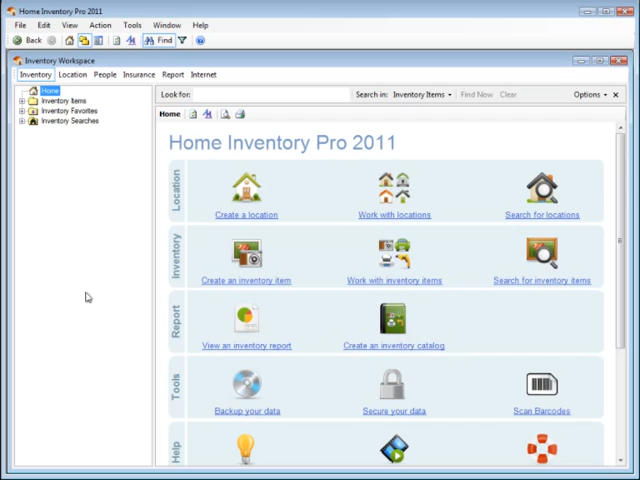 Home Inventory Pro 2011
File Edit View Action Tools Window Help
Back Find
Inventory Workspace
Inventory Location People Insurance Report Internet
Home
Inventory Items
Inventory Favorites
Inventory Searches
Look for: Search in: Inventory Items Find Now Clear Options
Home
Home Inventory Pro 2011
Location
Create a location Work with locations Search for locations
Inventory
Create an inventory item Work with inventory items Search for inventory items
Report
View an inventory report Create an inventory catalog
Tools
Backup your data Secure your data Scan Barcodes
Help